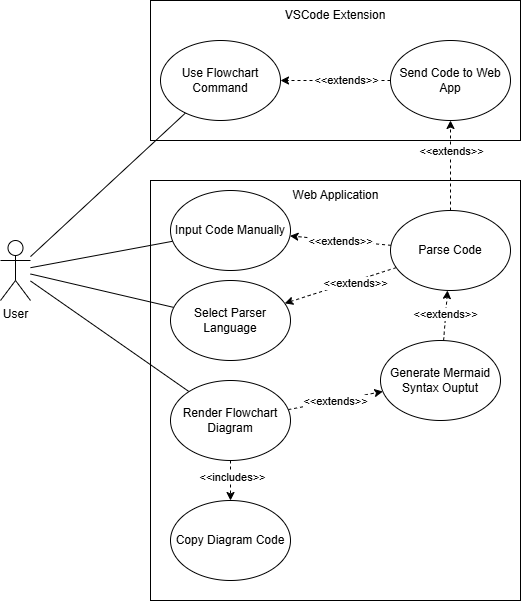 VSCode Extension
Use Flowchart
Command
<<extends>>
Send Code to Web
App
<<extends>>
Web Application
Input Code Manually
<<extends>>
Parse Code
User
Select Parser
Language
<<extends>>
<<extends>>
Generate Mermaid
Syntax Ouptut
Render Flowchart
Diagram
<<extends>>
<<includes>>
Copy Diagram Code